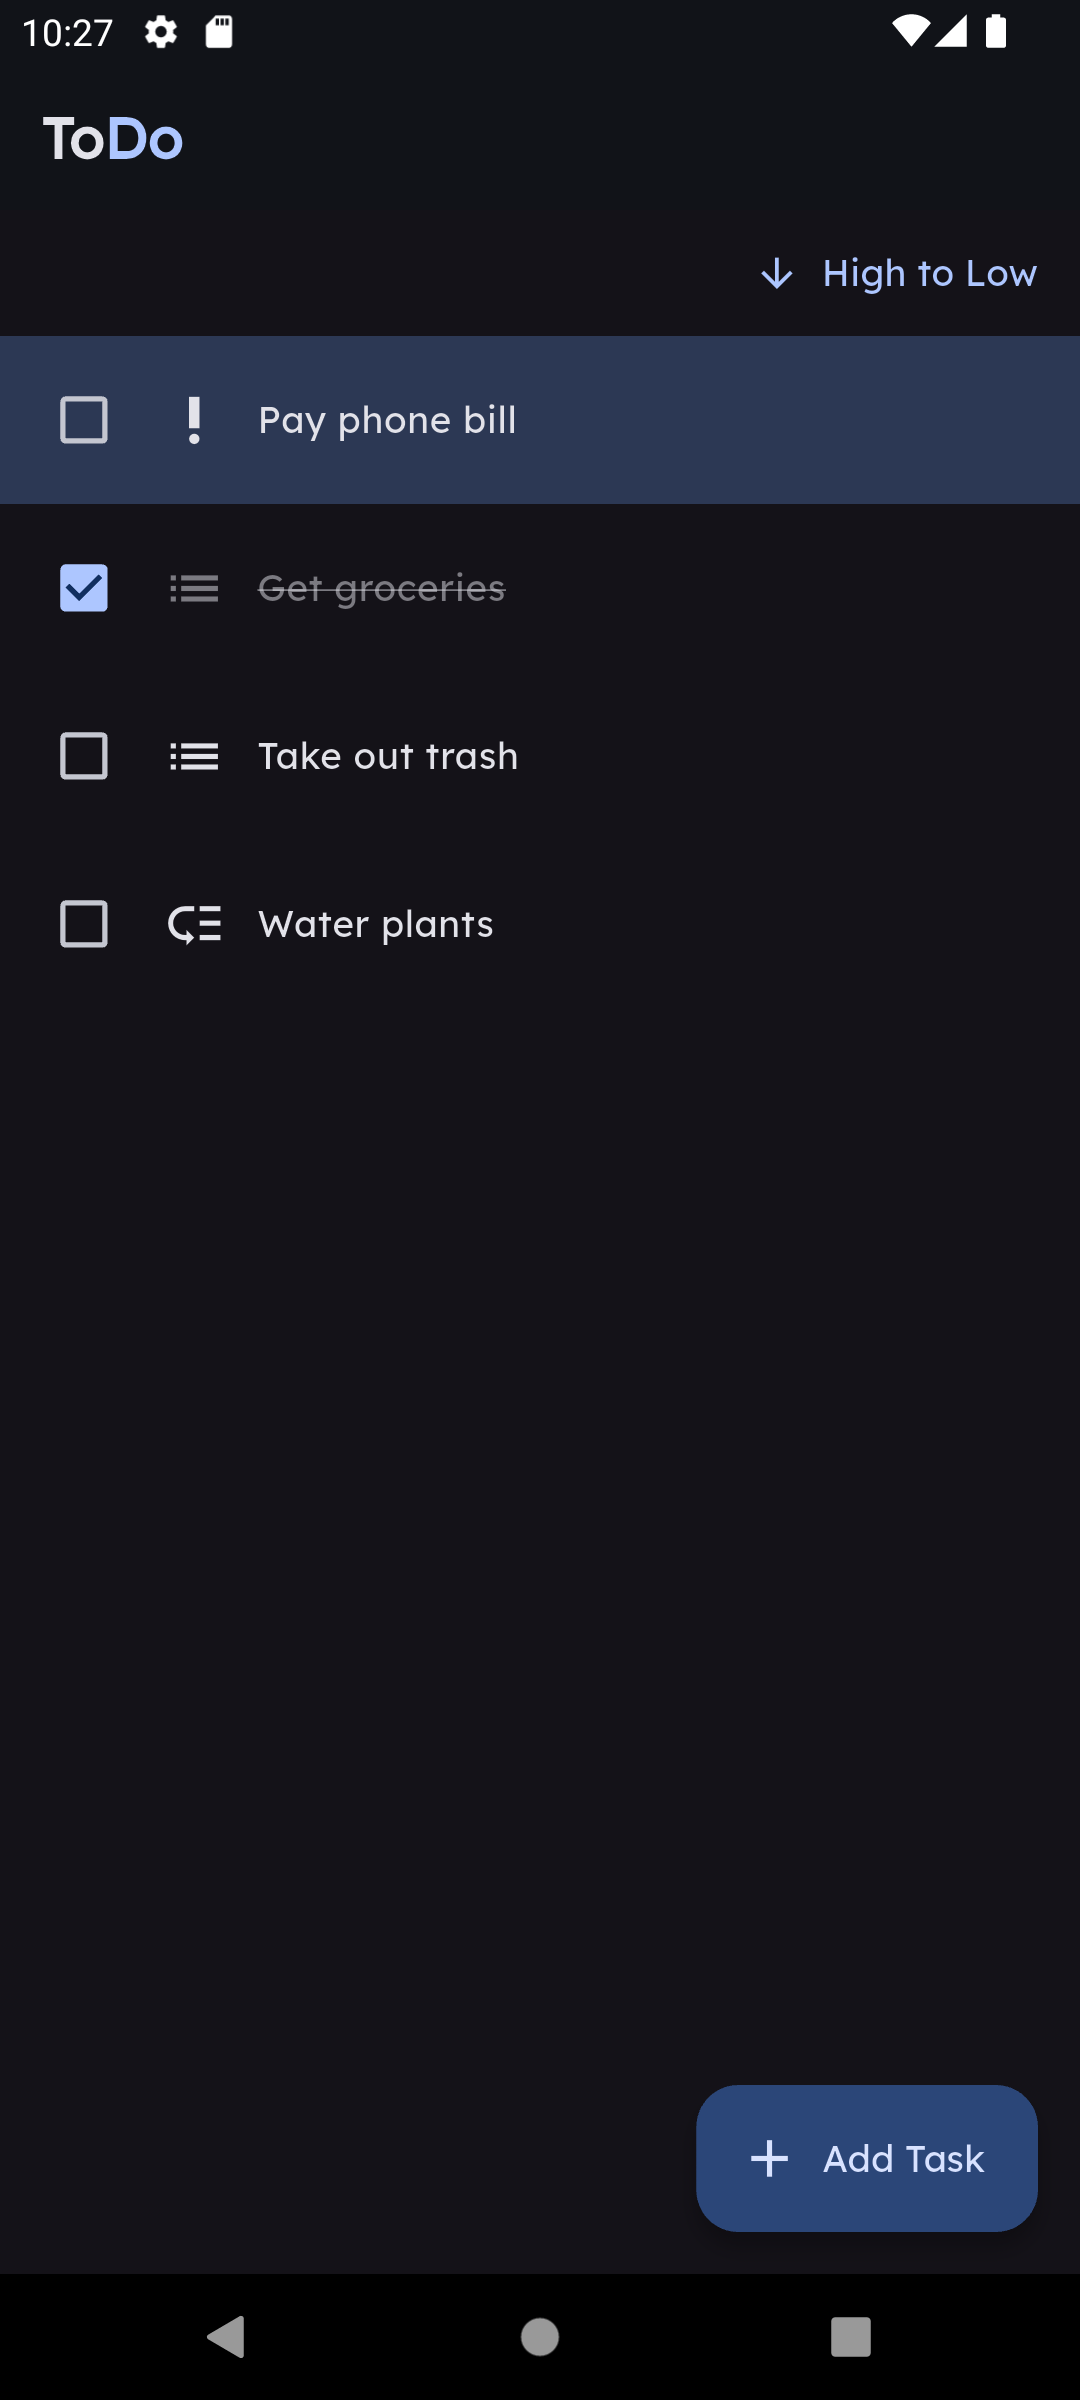 10:27
ToDo
High to Low
Pay phone bill
Get groceries
Take out trash
Water plants
Add Task